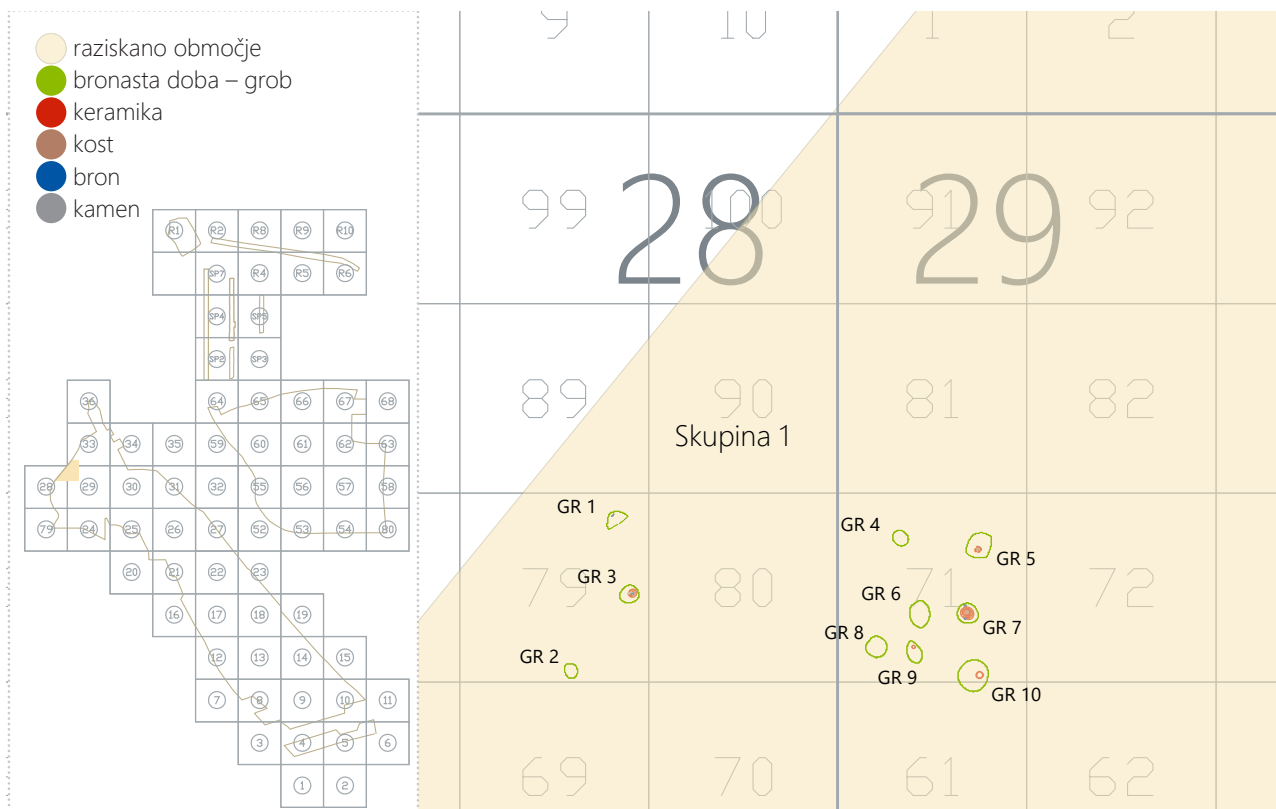 raziskano območje
bronasta doba – grob
keramika
kost
bron
kamen
R1 R2 R8 R9 R10
SP7 R4 R5 R6
SP4 SP5
SP2 SP3
36 64 65 66 67 68
33 34 35 59 60 61 62 63
28 29 30 31 32 55 56 57 58
79 24 25 26 27 52 53 54 80
20 21 22 23
16 17 18 19
12 13 14 15
7 8 9 10 11
3 4 5 6
1 2
9 10 1 2
99 100 91 92
28 29
89 90 81 82
Skupina 1
GR 1
GR 4
GR 5
79 80 71 72
GR 3
GR 6
GR 7
GR 8
GR 2
GR 9
GR 10
69 70 61 62